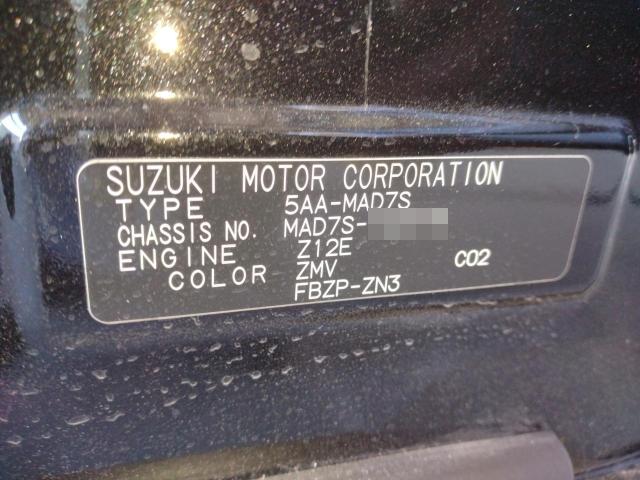 SUZUKI MOTOR CORPORATION
TYPE 5AA-MAD7S
CHASSIS NO. MAD7S-
ENGINE Z12E
COLOR ZMV C02
FBZP-ZN3